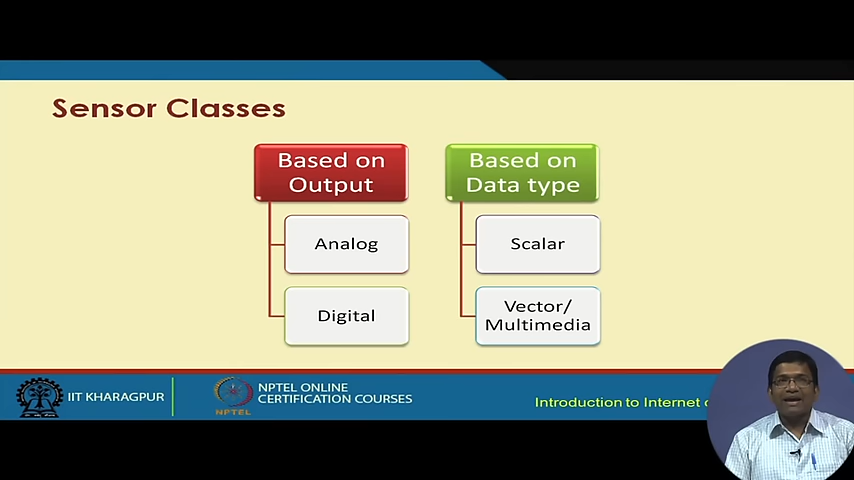 Sensor Classes
Based on
Output
Analog
Digital
Based on
Data type
Scalar
Vector/
Multimedia
IIT KHARAGPUR
NPTEL
NPTEL ONLINE
CERTIFICATION COURSES
Introduction to Internet